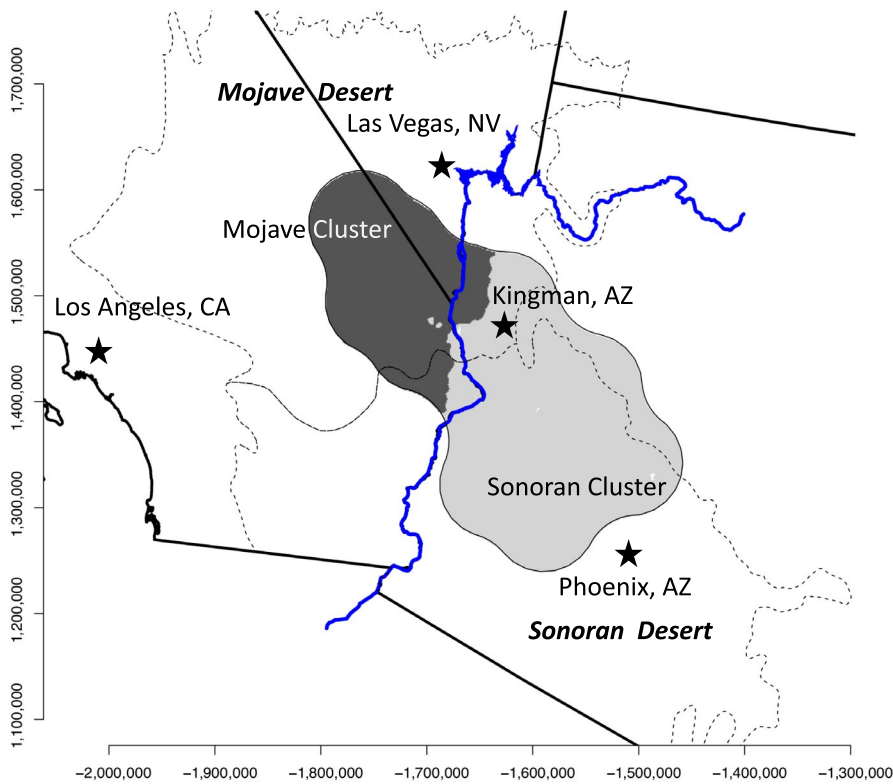 1,700,000
Mojave Desert
Las Vegas, NV
1,600,000
Mojave Cluster
1,500,000
Kingman, AZ
Los Angeles, CA
1,400,000
Sonoran Cluster
1,300,000
Phoenix, AZ
1,200,000
Sonoran Desert
1,100,000
−2,000,000 −1,900,000 −1,800,000 −1,700,000 −1,600,000 −1,500,000 −1,400,000 −1,300,000